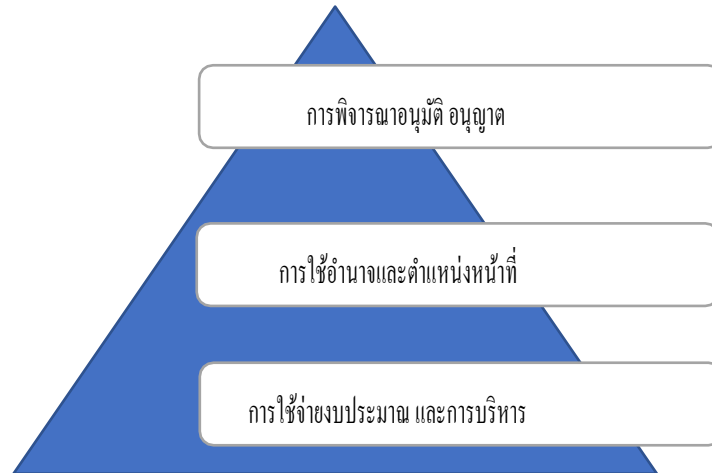 การพิจารณาอนุมัติ อนุญาต
การใช้อำนาจและตำแหน่งหน้าที่
การใช้จ่ายงบประมาณ และการบริหาร